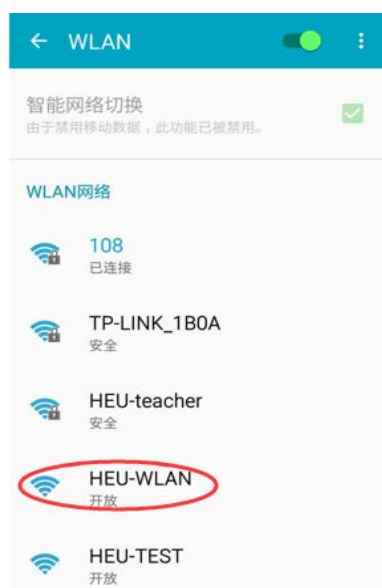 WLAN
智能网络切换
由于禁用移动数据，此功能已被禁用。
WLAN网络
108
已连接
TP-LINK_1B0A
安全
HEU-teacher
安全
HEU-WLAN
开放
HEU-TEST
开放